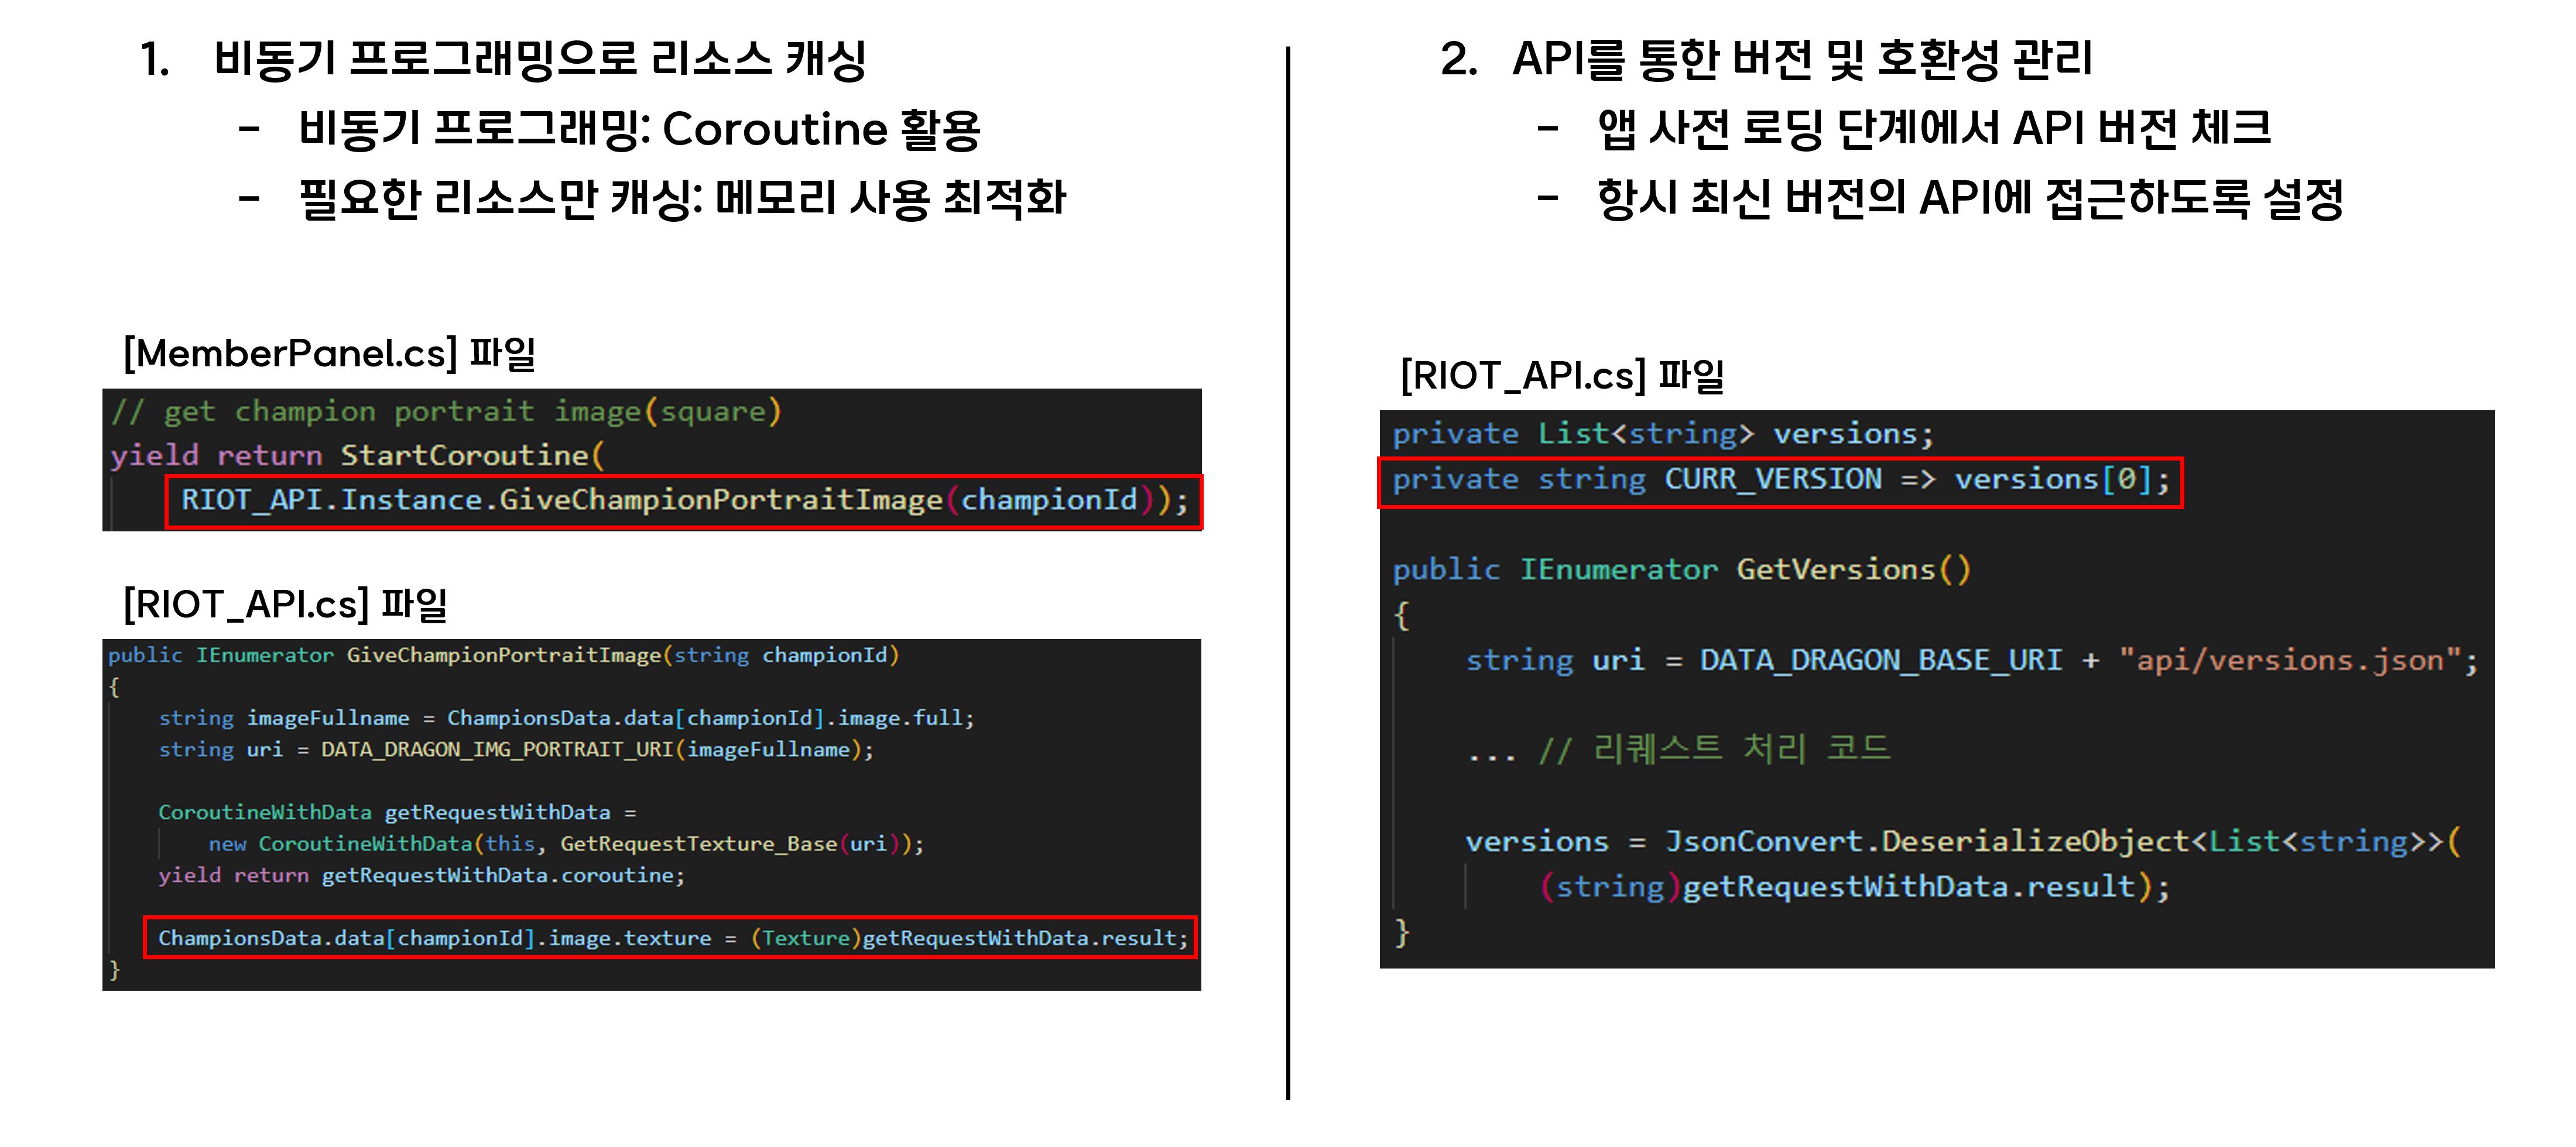 1. 비동기 프로그래밍으로 리소스 캐싱
- 비동기 프로그래밍: Coroutine 활용
- 필요한 리소스만 캐싱: 메모리 사용 최적화
[MemberPanel.cs] 파일
// get champion portrait image(square)
yield return StartCoroutine(
RIOT_API.Instance.GiveChampionPortraitImage(championId));
[RIOT_API.cs] 파일
public IEnumerator GiveChampionPortraitImage(string championId)
{
string imageFullname = ChampionsData.data[championId].image.full;
string uri = DATA_DRAGON_IMG_PORTRAIT_URI(imageFullname);
CoroutineWithData getRequestWithData =
new CoroutineWithData(this, GetRequestTexture_Base(uri));
yield return getRequestWithData.coroutine;
ChampionsData.data[championId].image.texture = (Texture)getRequestWithData.result;
}
2. API를 통한 버전 및 호환성 관리
- 앱 사전 로딩 단계에서 API 버전 체크
- 항시 최신 버전의 API에 접근하도록 설정
[RIOT_API.cs] 파일
private List<string> versions;
private string CURR_VERSION => versions[0];
public IEnumerator GetVersions()
{
string uri = DATA_DRAGON_BASE_URI + "api/versions.json";
... // 리퀘스트 처리 코드
versions = JsonConvert.DeserializeObject<List<string>>(
(string)getRequestWithData.result);
}